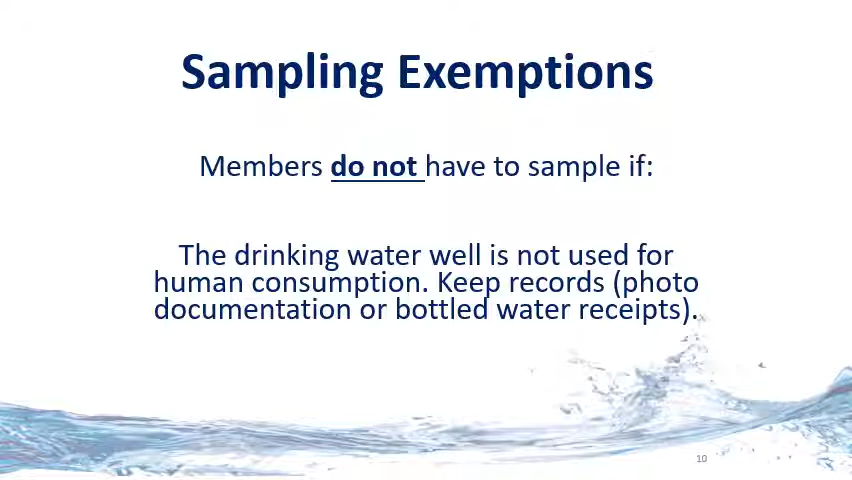 Sampling Exemptions
Members do not have to sample if:
The drinking water well is not used for
human consumption. Keep records (photo
documentation or bottled water receipts).
10